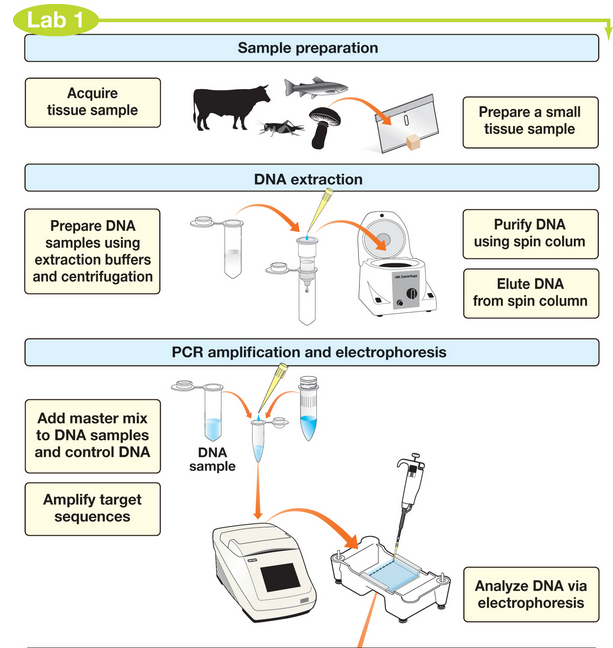 Lab 1
Sample preparation
Acquire
tissue sample
Prepare a small
tissue sample
DNA extraction
Prepare DNA
samples using
extraction buffers
and centrifugation
Purify DNA
using spin colum
Elute DNA
from spin column
PCR amplification and electrophoresis
Add master mix
to DNA samples
and control DNA
DNA
sample
Amplify target
sequences
Analyze DNA via
electrophoresis